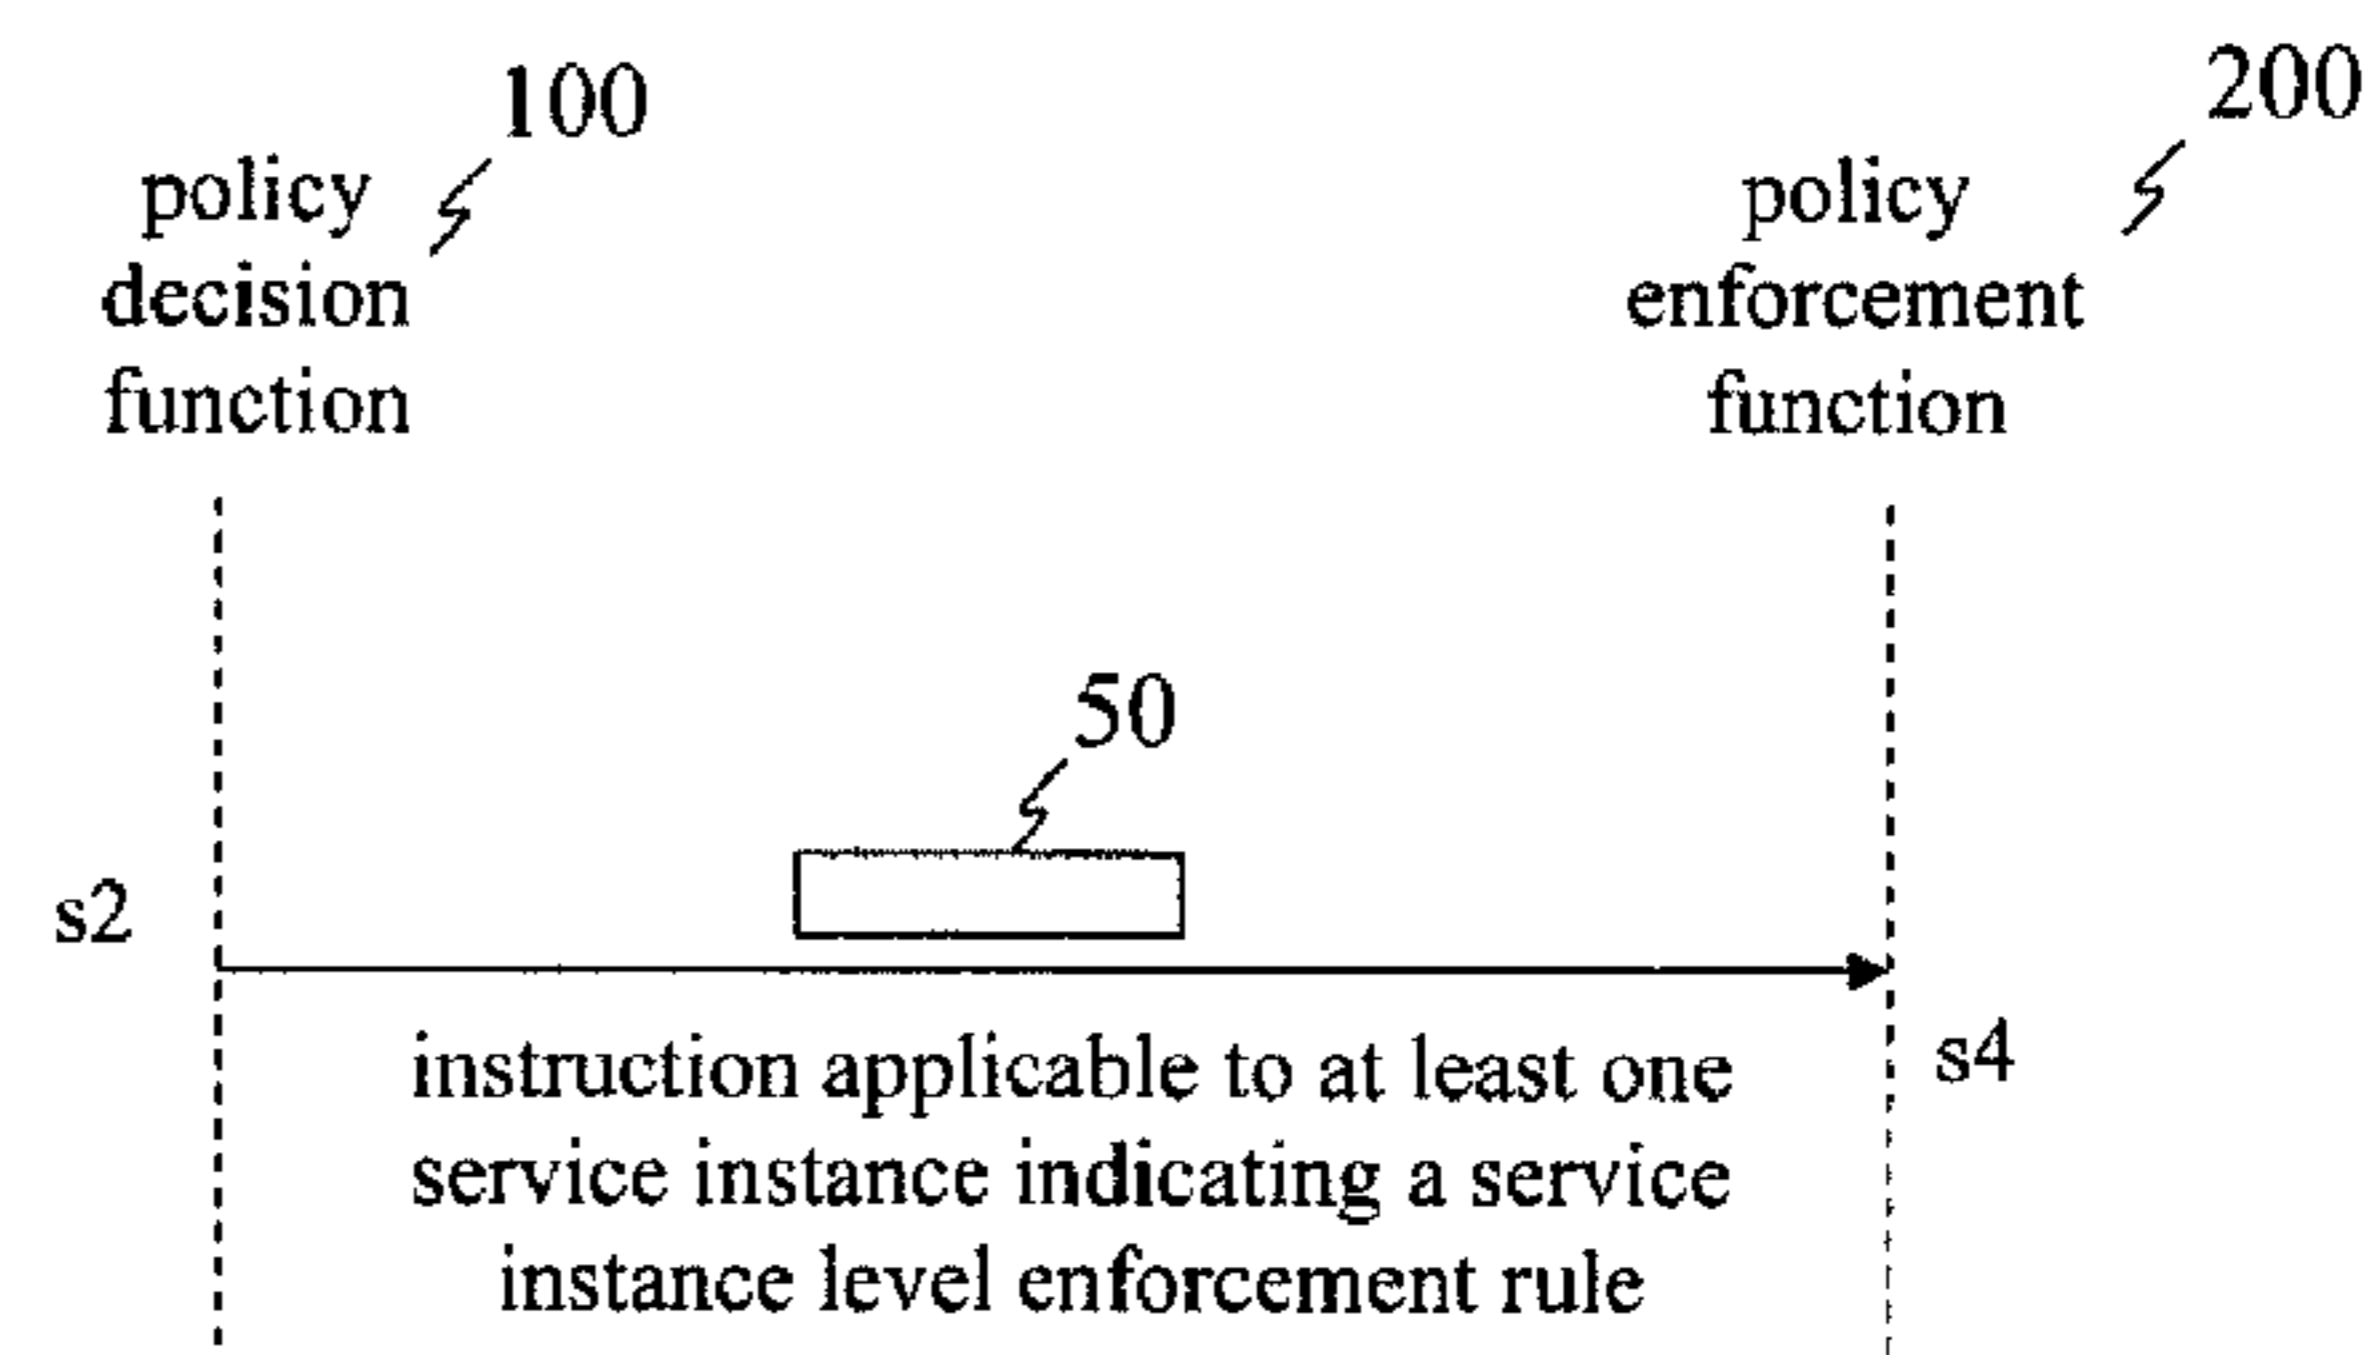 100
policy
decision
function
200
policy
enforcement
function
50
s2
s4
instruction applicable to at least one
service instance indicating a service
instance level enforcement rule